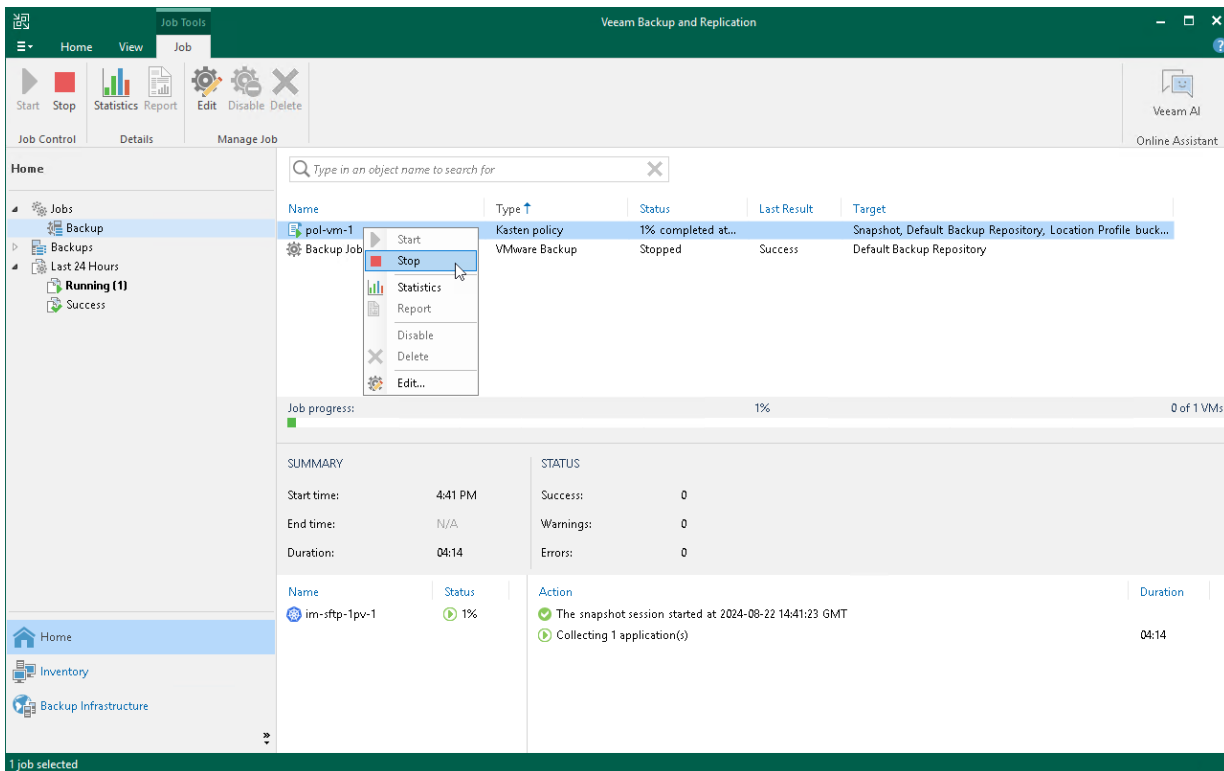 Job Tools
Veeam Backup and Replication
Home View Job
Start Stop Statistics Report Edit Disable Delete
Veeam AI
Job Control Details Manage Job
Online Assistant
Home
Type in an object name to search for
Jobs
Backup
Backups
Last 24 Hours
Running (1)
Success
Name Type Status Last Result Target
pol-vm-1 Kasten policy 1% completed at... Snapshot, Default Backup Repository, Location Profile buck...
Backup Job VMware Backup Stopped Success Default Backup Repository
Start
Stop
Statistics
Report
Disable
Delete
Edit...
Job progress: 1% 0 of 1 VMs
SUMMARY STATUS
Start time: 4:41 PM Success: 0
End time: N/A Warnings: 0
Duration: 04:14 Errors: 0
Name Status Action Duration
im-sftp-1pv-1 1% The snapshot session started at 2024-08-22 14:41:23 GMT
Collecting 1 application(s) 04:14
Home
Inventory
Backup Infrastructure
1 job selected